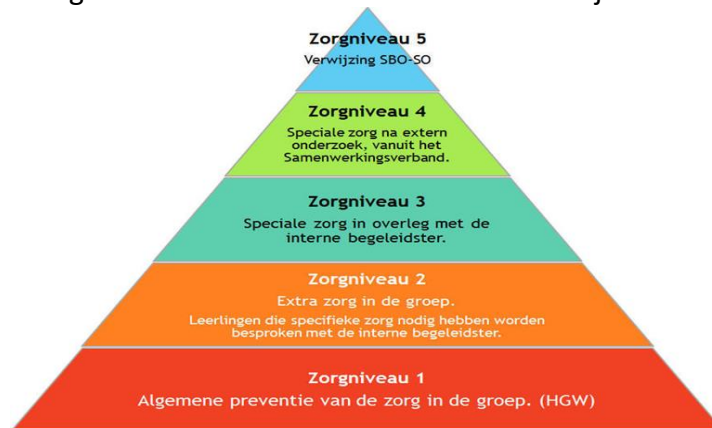 Zorgniveau 5
Verwijzing SBO-SO
Zorgniveau 4
Speciale zorg na extern
onderzoek, vanuit het
Samenwerkingsverband.
Zorgniveau 3
Speciale zorg in overleg met de
interne begeleidster.
Zorgniveau 2
Extra zorg in de groep.
Leerlingen die specifieke zorg nodig hebben worden
besproken met de interne begeleidster.
Zorgniveau 1
Algemene preventie van de zorg in de groep. (HGW)